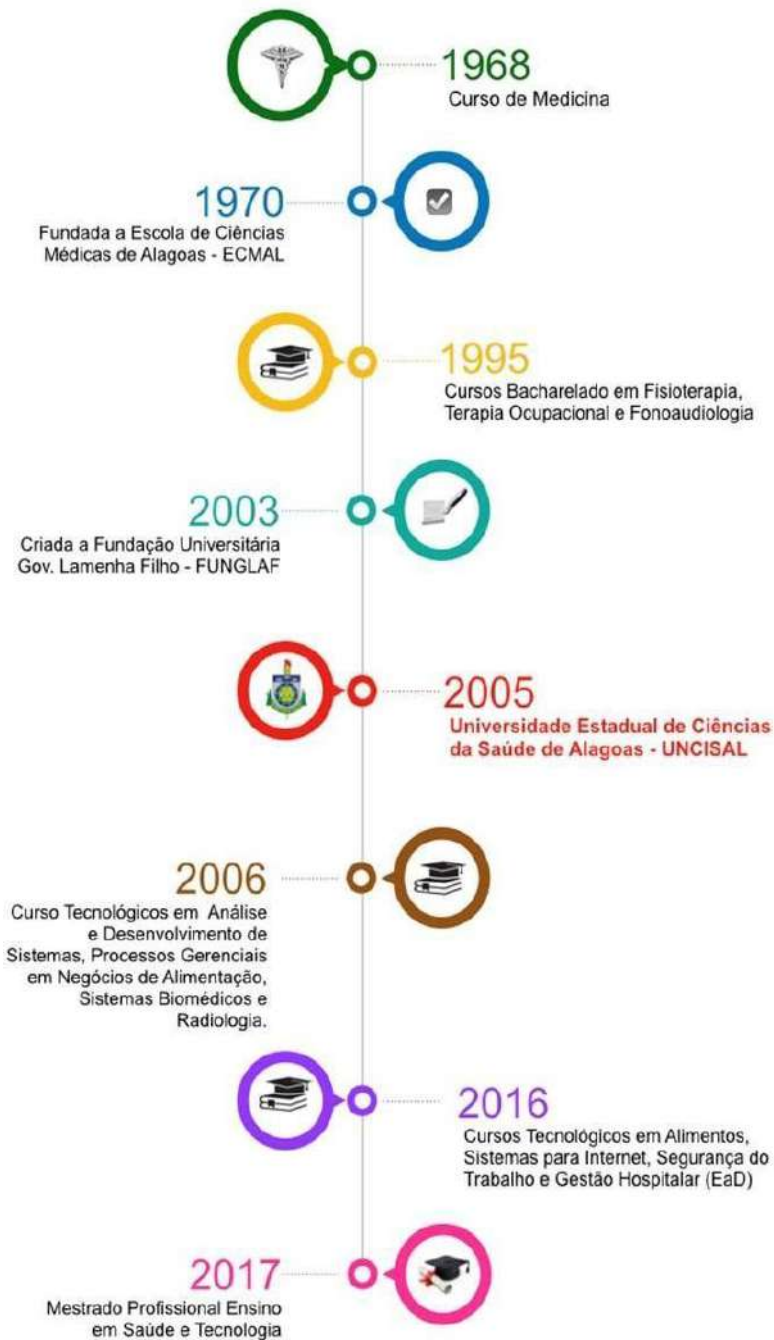 1968
Curso de Medicina
1970
Fundada a Escola de Ciências
Médicas de Alagoas - ECMAL
1995
Cursos Bacharelado em Fisioterapia,
Terapia Ocupacional e Fonoaudiologia
2003
Criada a Fundação Universitária
Gov. Lamenha Filho - FUNGLAF
2005
Universidade Estadual de Ciências
da Saúde de Alagoas - UNCISAL
2006
Curso Tecnológicos em Análise
e Desenvolvimento de
Sistemas, Processos Gerenciais
em Negócios de Alimentação,
Sistemas Biomédicos e
Radiologia.
2016
Cursos Tecnológicos em Alimentos,
Sistemas para Internet, Segurança do
Trabalho e Gestão Hospitalar (EaD)
2017
Mestrado Profissional Ensino
em Saúde e Tecnologia